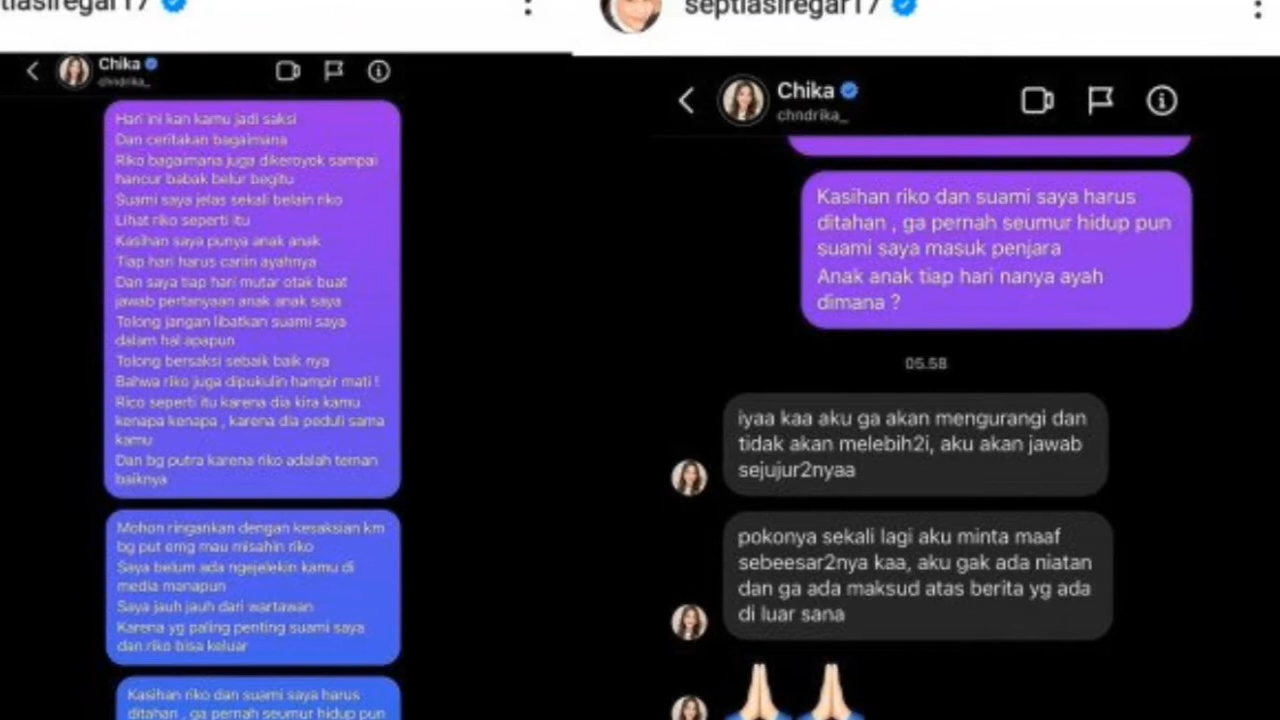 tiasiregar17
septiasiregar17
Chika
chndrika_
Hari ini kan kamu jadi saksi
Dan ceritakan bagaimana
Riko bagaimana juga dikeroyok sampai
hancur babak belur begitu
Suami saya jelas sekali belain riko
Lihat riko seperti itu
Kasihan saya punya anak anak
Tiap hari harus cariin ayahnya
Dan saya tiap hari mutar otak buat
jawab pertanyaan anak anak saya
Tolong jangan libatkan suami saya
dalam hal apapun
Tolong bersaksi sebaik baik nya
Bahwa riko juga dipukulin hampir mati !
Rico seperti itu karena dia kira kamu
kenapa kenapa , karena dia peduli sama
kamu
Dan bg putra karena riko adalah teman
baiknya
Mohon ringankan dengan kesaksian km
bg put emg mau misahin riko
Saya belum ada ngejelekin kamu di
media manapun
Saya jauh jauh dari wartawan
Karena yg paling penting suami saya
dan riko bisa keluar
Kasihan riko dan suami saya harus
ditahan , ga pernah seumur hidup pun
Chika
chndrika_
Kasihan riko dan suami saya harus
ditahan , ga pernah seumur hidup pun
suami saya masuk penjara
Anak anak tiap hari nanya ayah
dimana ?
05.58
iyaa kaa aku ga akan mengurangi dan
tidak akan melebih2i, aku akan jawab
sejujur2nyaa
pokonya sekali lagi aku minta maaf
sebeesar2nya kaa, aku gak ada niatan
dan ga ada maksud atas berita yg ada
di luar sana